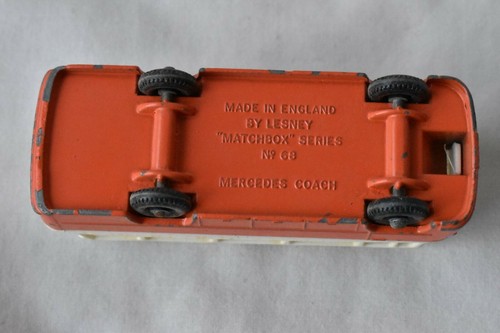 MADE IN ENGLAND
BY LESNEY
"MATCHBOX" SERIES
Nº 68
MERCEDES COACH